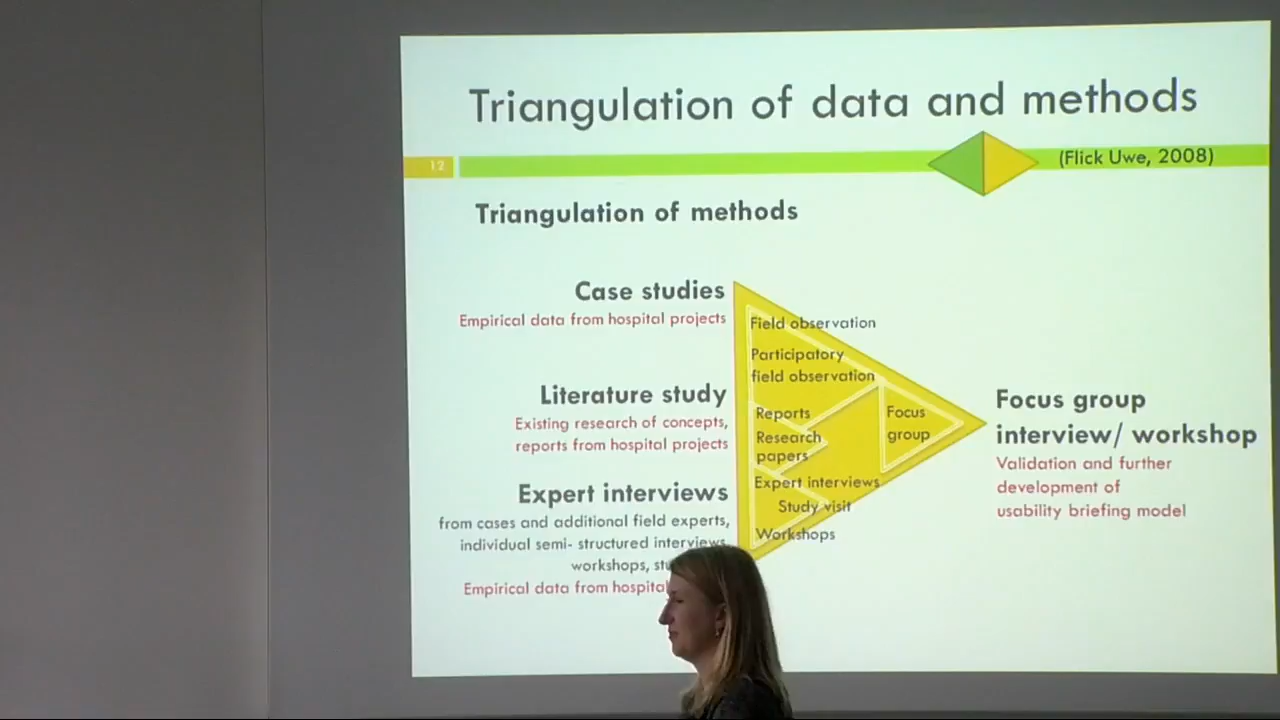 Triangulation of data and methods
12
(Flick Uwe, 2008)
Triangulation of methods
Case studies
Empirical data from hospital projects
Literature study
Existing research of concepts,
reports from hospital projects
Expert interviews
from cases and additional field experts,
individual semi- structured interviews,
workshops,
Empirical data from hospital
Field observation
Participatory
field observation
Reports
Research
papers
Expert interviews
Study visit
Workshops
Focus
group
Focus group
interview/ workshop
Validation and further
development of
usability briefing model